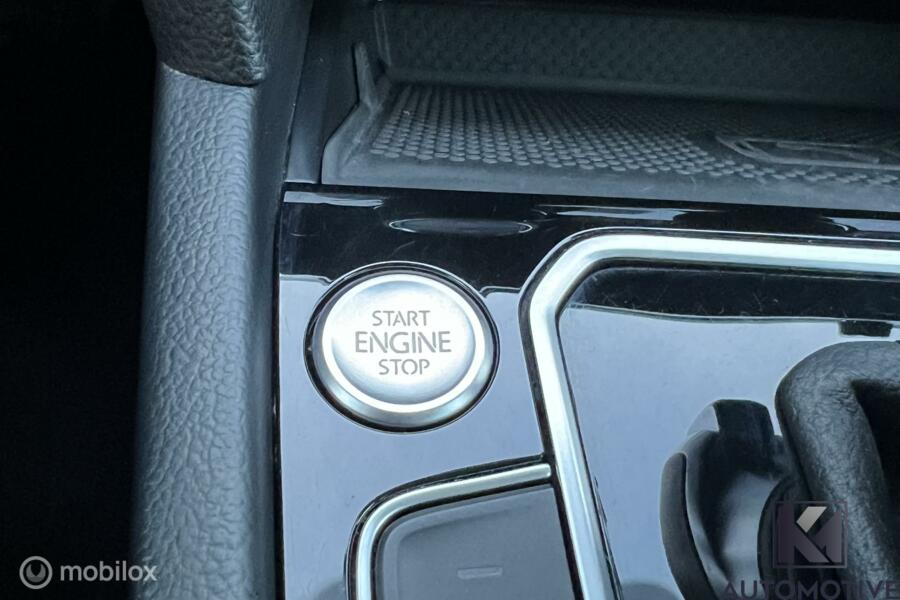 START
ENGINE
STOP
mobilox
K
AUTOMOTIVE